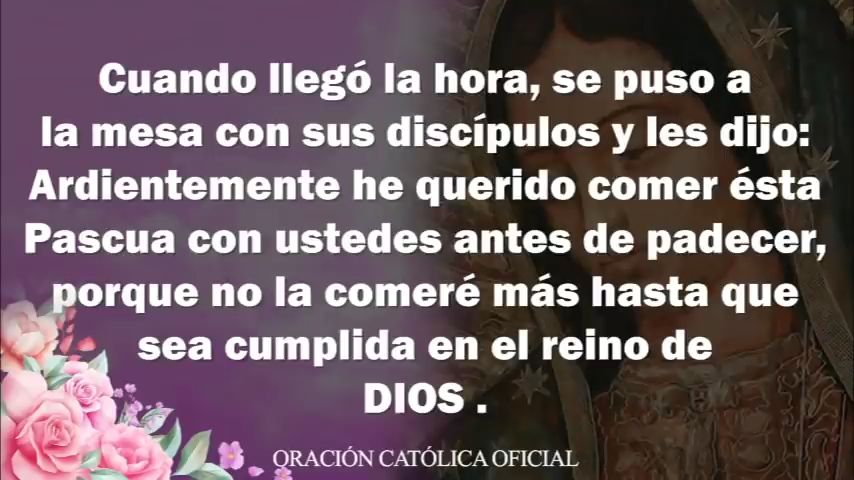 Cuando llegó la hora, se puso a
la mesa con sus discípulos y les dijo:
Ardientemente he querido comer ésta
Pascua con ustedes antes de padecer,
porque no la comeré más hasta que
sea cumplida en el reino de
DIOS .
ORACIÓN CATÓLICA OFICIAL